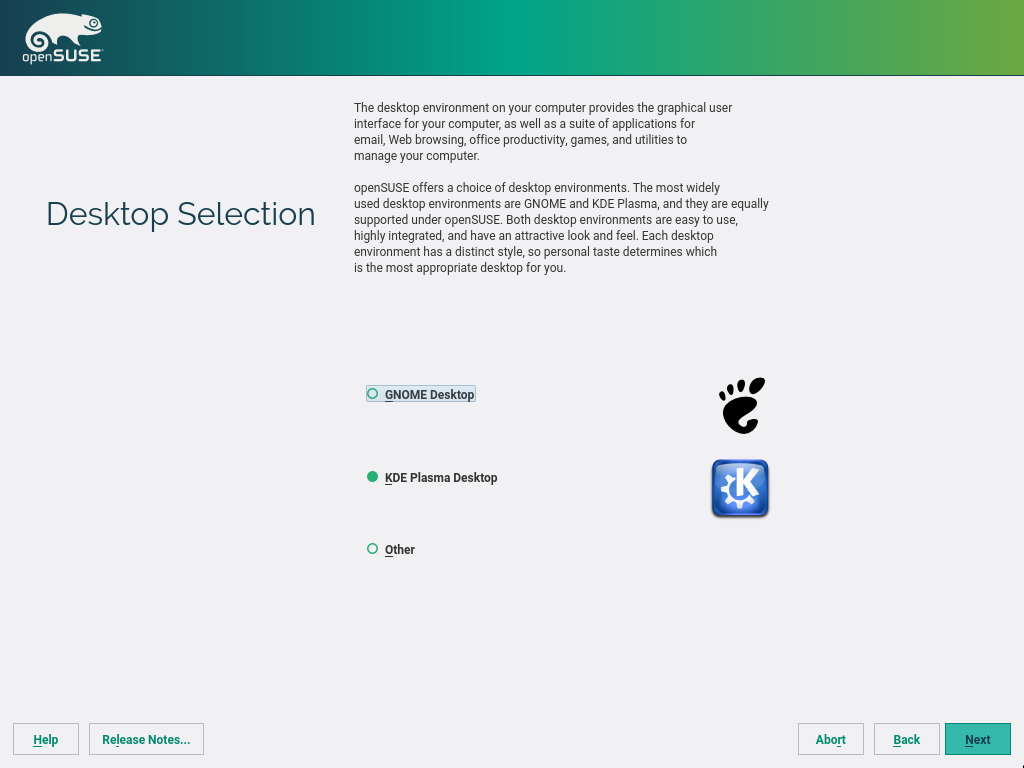 openSUSE
The desktop environment on your computer provides the graphical user
interface for your computer, as well as a suite of applications for
email, Web browsing, office productivity, games, and utilities to
manage your computer.
openSUSE offers a choice of desktop environments. The most widely
used desktop environments are GNOME and KDE Plasma, and they are equally
supported under openSUSE. Both desktop environments are easy to use,
highly integrated, and have an attractive look and feel. Each desktop
environment has a distinct style, so personal taste determines which
is the most appropriate desktop for you.
Desktop Selection
GNOME Desktop
KDE Plasma Desktop
K
Other
Help
Release Notes...
Abort
Back
Next